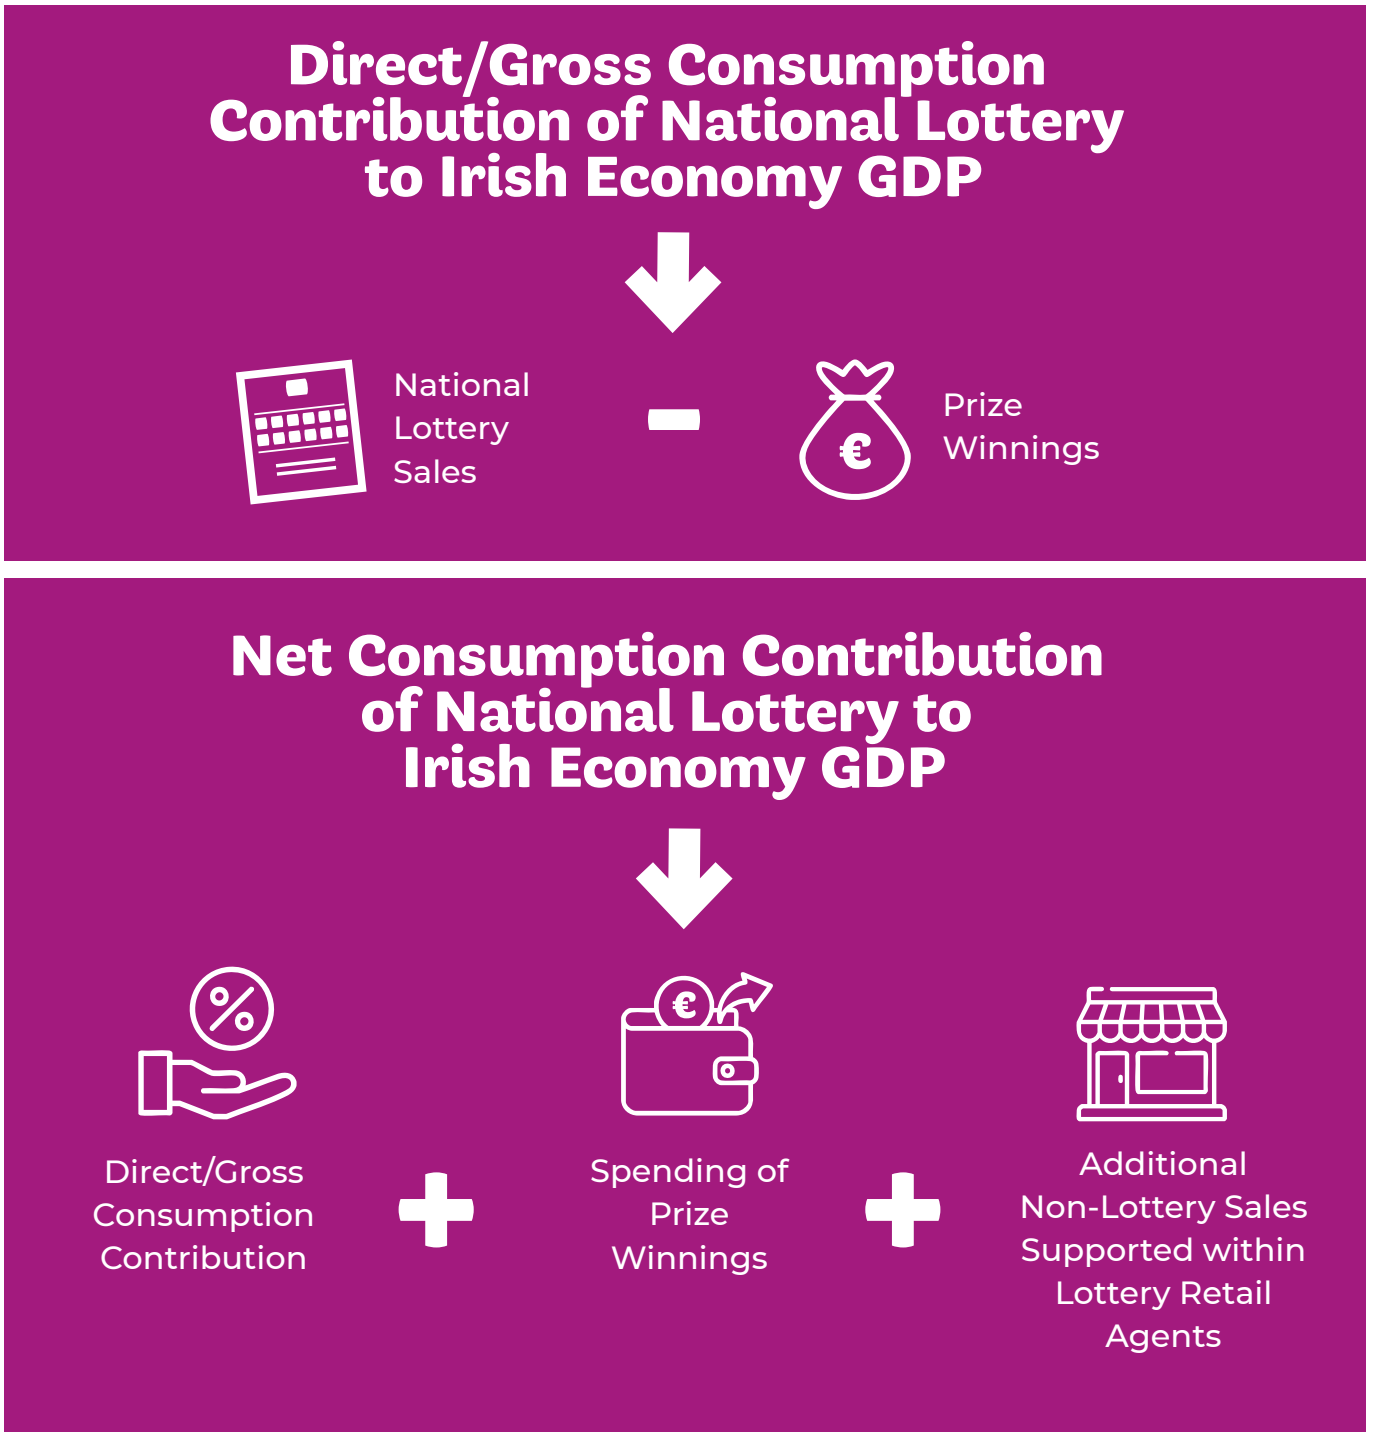 Direct/Gross Consumption
Contribution of National Lottery
to Irish Economy GDP
National
Lottery
Sales
-
€
Prize
Winnings
Net Consumption Contribution
of National Lottery to
Irish Economy GDP
%
€
Direct/Gross
Consumption
Contribution
+
Spending of
Prize
Winnings
+
Additional
Non-Lottery Sales
Supported within
Lottery Retail
Agents